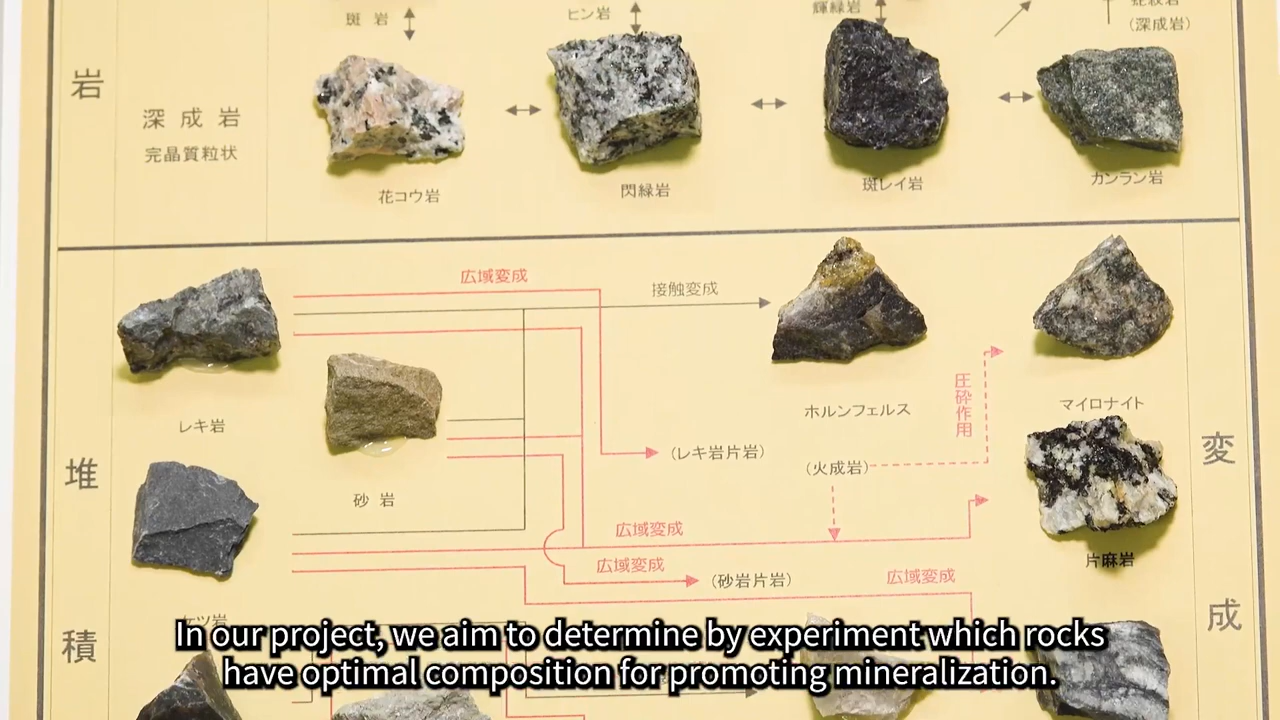 斑 岩
ヒン岩
輝緑岩
蛇紋岩
(深成岩)
岩
深 成 岩
完晶質粒状
花コウ岩
閃緑岩
斑レイ岩
カンラン岩
広域変成
接触変成
圧砕作用
レキ岩
ホルンフェルス
マイロナイト
(レキ岩片岩)
(火成岩)
変
堆
砂 岩
広域変成
広域変成
(砂岩片岩)
広域変成
片麻岩
成
積
ケツ岩
In our project, we aim to determine by experiment which rocks
have optimal composition for promoting mineralization.